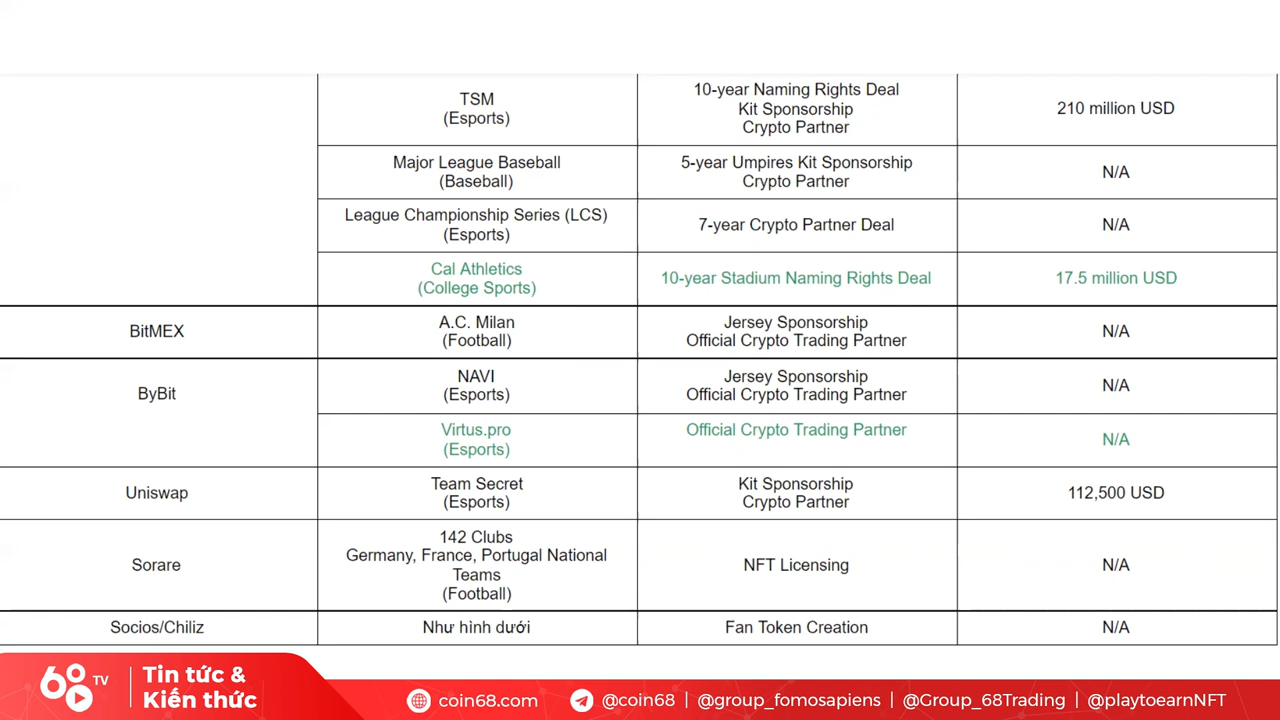 TSM
(Esports)
10-year Naming Rights Deal
Kit Sponsorship
Crypto Partner
210 million USD
Major League Baseball
(Baseball)
5-year Umpires Kit Sponsorship
Crypto Partner
N/A
League Championship Series (LCS)
(Esports)
7-year Crypto Partner Deal
N/A
Cal Athletics
(College Sports)
10-year Stadium Naming Rights Deal
17.5 million USD
BitMEX
A.C. Milan
(Football)
Jersey Sponsorship
Official Crypto Trading Partner
N/A
ByBit
NAVI
(Esports)
Jersey Sponsorship
Official Crypto Trading Partner
N/A
Virtus.pro
(Esports)
Official Crypto Trading Partner
N/A
Uniswap
Team Secret
(Esports)
Kit Sponsorship
Crypto Partner
112,500 USD
Sorare
142 Clubs
Germany, France, Portugal National
Teams
(Football)
NFT Licensing
N/A
Socios/Chiliz
Như hình dưới
Fan Token Creation
N/A
68 TV
Tin tức &
Kiến thức
coin68.com
@coin68 | @group_fomosapiens | @Group_68Trading | @playtoearnNFT